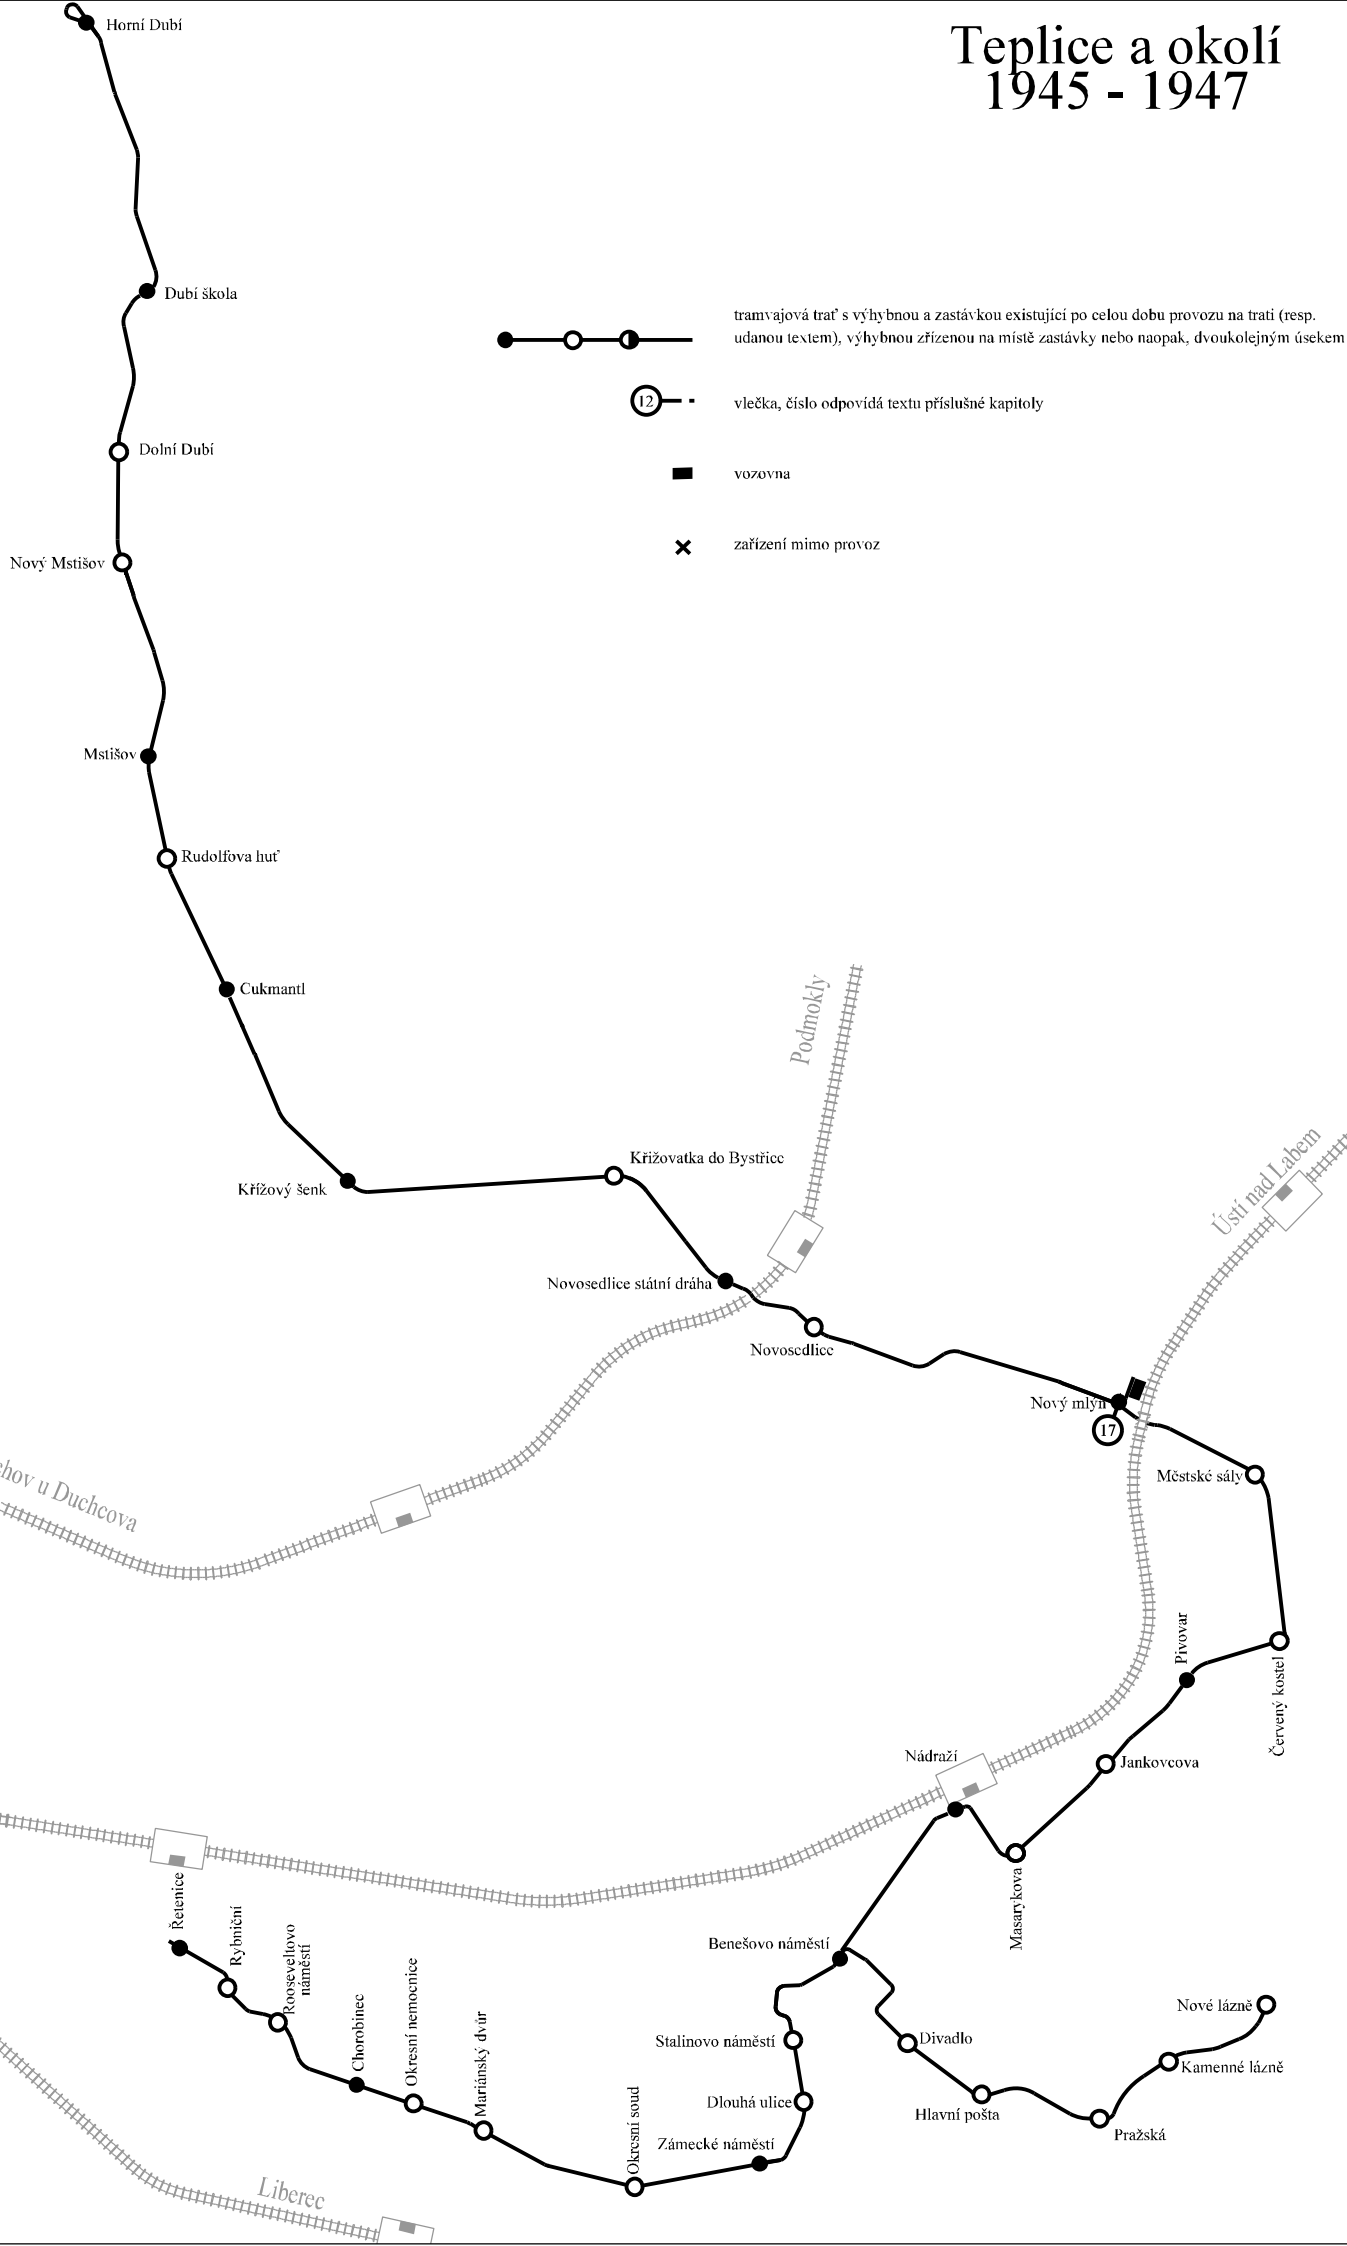 Teplice a okolí
1945 - 1947
Horní Dubí
Dubí škola
tramvajová trať s výhybnou a zastávkou existující po celou dobu provozu na trati (resp.
udanou textem), výhybnou zřízenou na místě zastávky nebo naopak, dvoukolejným úsekem
12
vlečka, číslo odpovídá textu příslušné kapitoly
Dolní Dubí
vozovna
zařízení mimo provoz
Nový Mstišov
Mstišov
Rudolfova huť
Cukmantl
Podmokly
Křižovatka do Bystřice
Křížový šenk
Ústí nad Labem
Novosedlice státní dráha
Novosedlice
Nový mlýn
17
Městské sály
hov u Duchcova
Pivovar
Červený kostel
Nádraží
Jankovcova
Masarykova
Řetenice
Rybniční
Rooseveltovo
náměstí
Benešovo náměstí
Chorobinec
Okresní nemocnice
Mariánský dvůr
Stalinovo náměstí
Divadlo
Nové lázně
Kamenné lázně
Dlouhá ulice
Hlavní pošta
Pražská
Okresní soud
Zámecké náměstí
Liberec